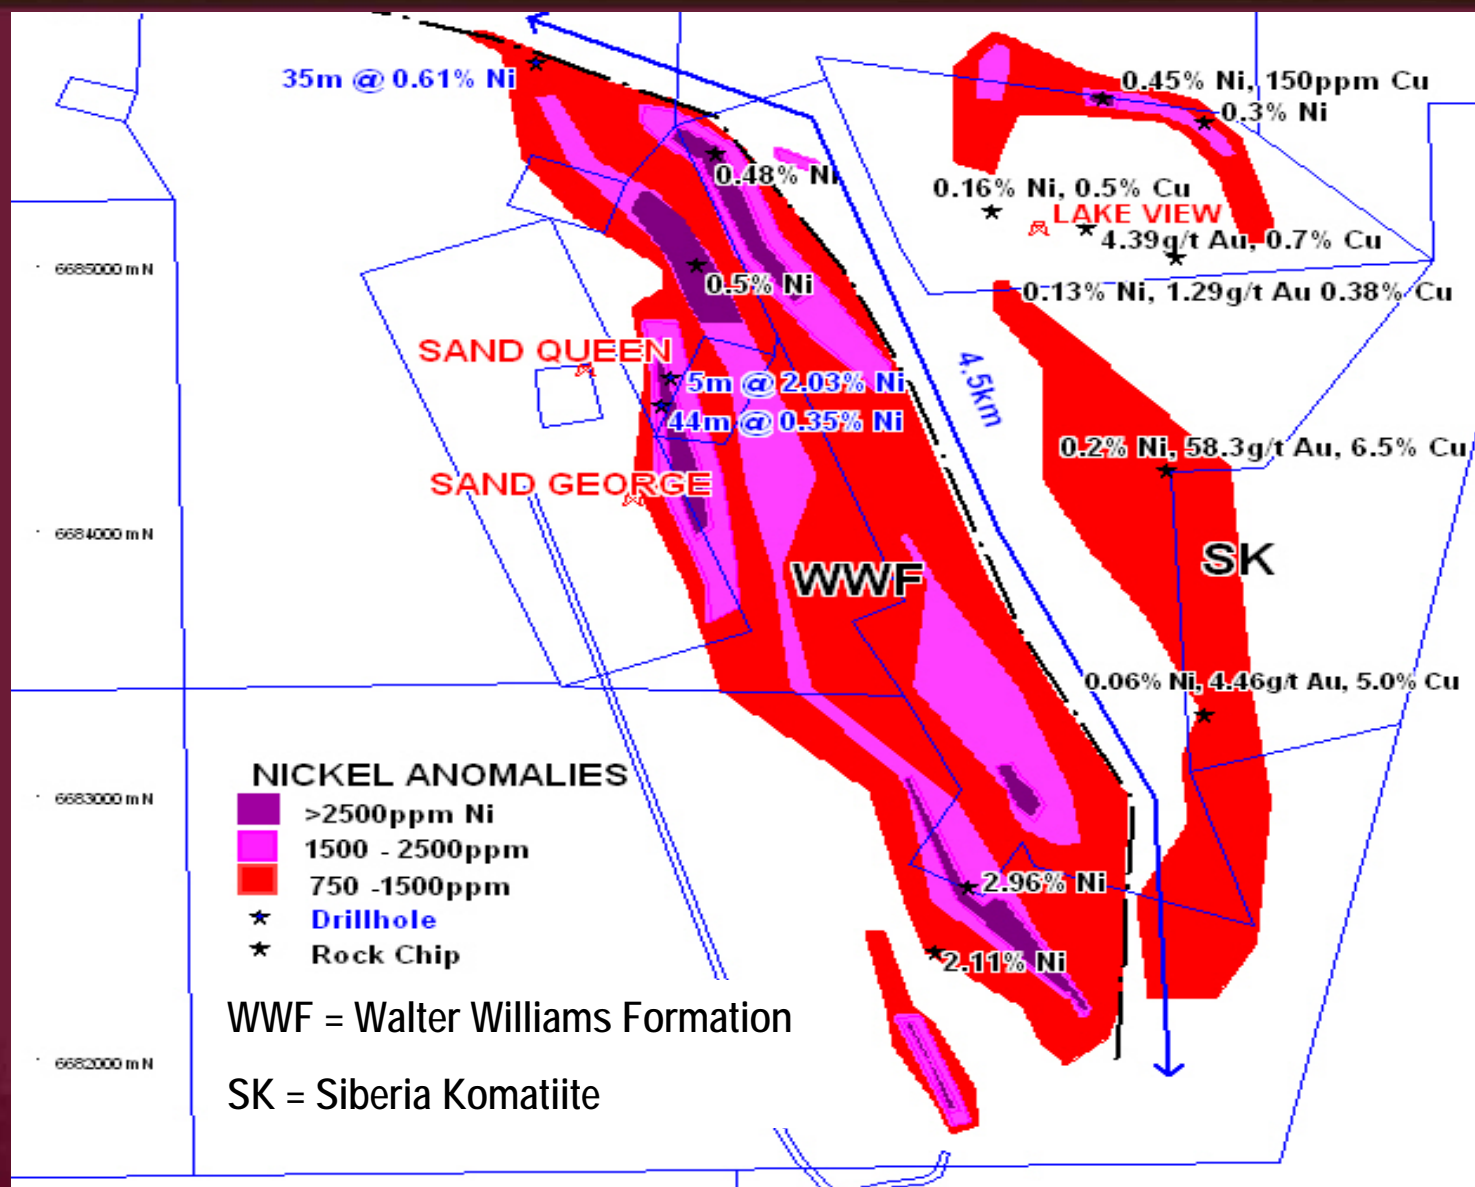 35m @ 0.61% Ni
0.45% Ni, 150ppm Cu
0.3% Ni
0.48% Ni
0.16% Ni, 0.5% Cu
LAKE VIEW
4.39g/t Au, 0.7% Cu
6685000 mN
0.5% Ni
0.13% Ni, 1.29g/t Au 0.38% Cu
SAND QUEEN
5m @ 2.03% Ni
4.5km
44m @ 0.35% Ni
0.2% Ni, 58.3g/t Au, 6.5% Cu
SAND GEORGE
6684000 mN
SK
WWF
0.06% Ni, 4.46g/t Au, 5.0% Cu
NICKEL ANOMALIES
6683000 mN
>2500ppm Ni
1500 - 2500ppm
750 -1500ppm
2.96% Ni
Drillhole
Rock Chip
2.11% Ni
WWF = Walter Williams Formation
6682000 mN
SK = Siberia Komatiite